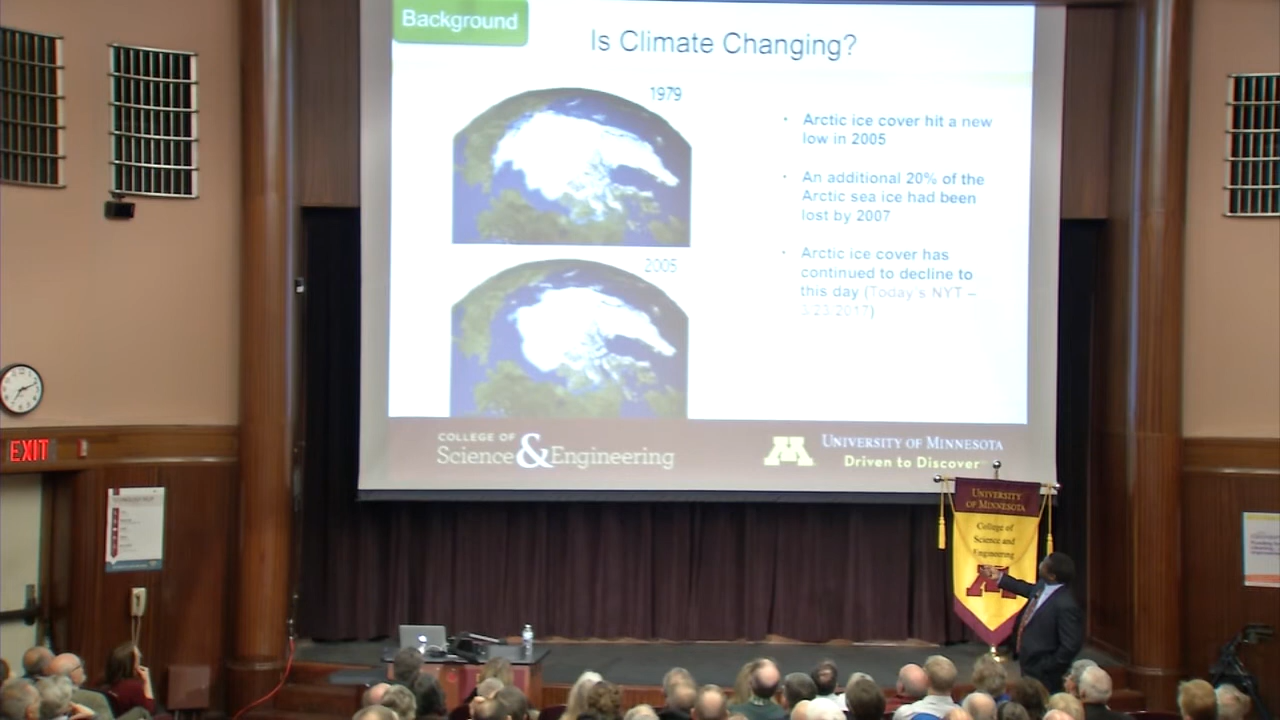 Background
Is Climate Changing?
1979
• Arctic ice cover hit a new
low in 2005
• An additional 20% of the
Arctic sea ice had been
lost by 2007
2005
• Arctic ice cover has
continued to decline to
this day (Today's NYT –
3-23-2017)
COLLEGE OF
Science & Engineering
M
UNIVERSITY OF MINNESOTA
Driven to Discover
EXIT
UNIVERSITY
OF MINNESOTA
College of
Science and
Engineering
M